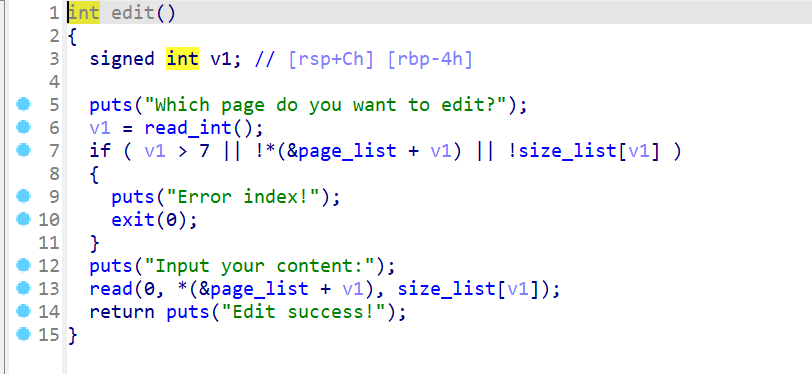 1 int edit()
2 {
3   signed int v1; // [rsp+Ch] [rbp-4h]
4
5   puts("Which page do you want to edit?");
6   v1 = read_int();
7   if ( v1 > 7 || !*(&page_list + v1) || !size_list[v1] )
8   {
9     puts("Error index!");
10     exit(0);
11   }
12   puts("Input your content:");
13   read(0, *(&page_list + v1), size_list[v1]);
14   return puts("Edit success!");
15 }